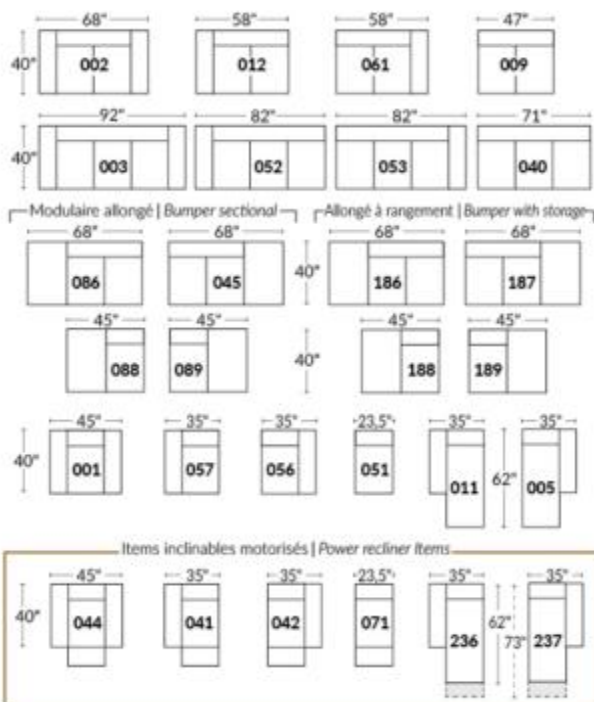 68" 58" 58" 47"
40" 002 012 061 009
92" 82" 82" 71"
40" 003 052 053 040
Modulaire allongé | Bumper sectional Allongé à rangement | Bumper with storage
68" 68" 68" 68"
086 045 40" 186 187
45" 45" 45" 45"
088 089 40" 188 189
45" 35" 35" 23.5" 35" 35"
40" 001 057 056 051 011 62" 005
Items inclinables motorisés | Power recliner Items
45" 35" 35" 23.5" 35" 35"
40" 044 041 042 071 236 62" 73" 237